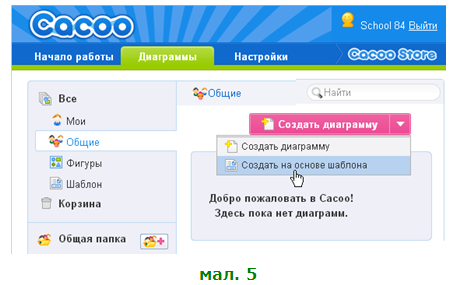 Cacoo
School 84 Выйти
Начало работы Диаграммы Настройки Cacoo Store
Все
Мои
Общие
Фигуры
Шаблон
Корзина
Общая папка
Общие
Найти
Создать диаграмму
Создать диаграмму
Создать на основе шаблона
Добро пожаловать в Cacoo!
Здесь пока нет диаграмм.
мал. 5